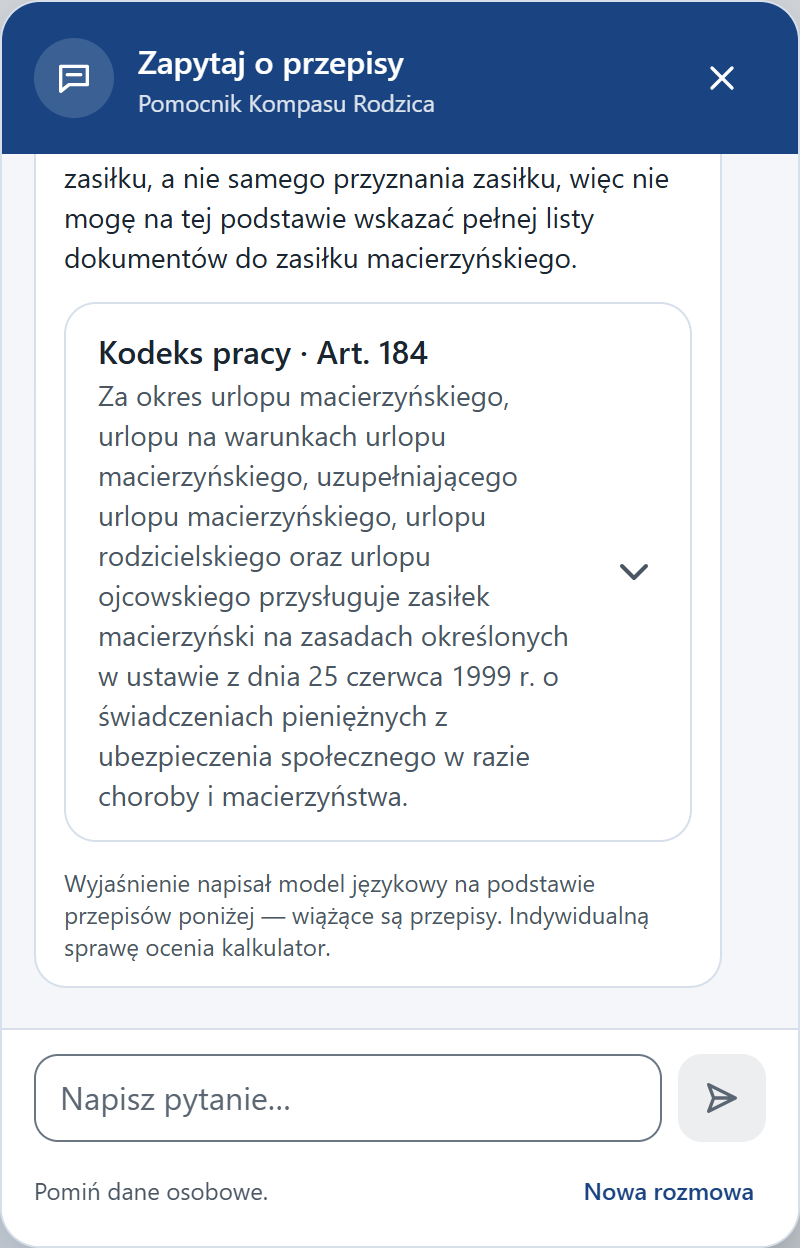 Zapytaj o przepisy
Pomocnik Kompasu Rodzica
zasiłku, a nie samego przyznania zasiłku, więc nie
mogę na tej podstawie wskazać pełnej listy
dokumentów do zasiłku macierzyńskiego.
Kodeks pracy · Art. 184
Za okres urlopu macierzyńskiego,
urlopu na warunkach urlopu
macierzyńskiego, uzupełniającego
urlopu macierzyńskiego, urlopu
rodzicielskiego oraz urlopu
ojcowskiego przysługuje zasiłek
macierzyński na zasadach określonych
w ustawie z dnia 25 czerwca 1999 r. o
świadczeniach pieniężnych z
ubezpieczenia społecznego w razie
choroby i macierzyństwa.
Wyjaśnienie napisał model językowy na podstawie
przepisów poniżej — wiążące są przepisy. Indywidualną
sprawę ocenia kalkulator.
Napisz pytanie...
Pomiń dane osobowe.
Nowa rozmowa